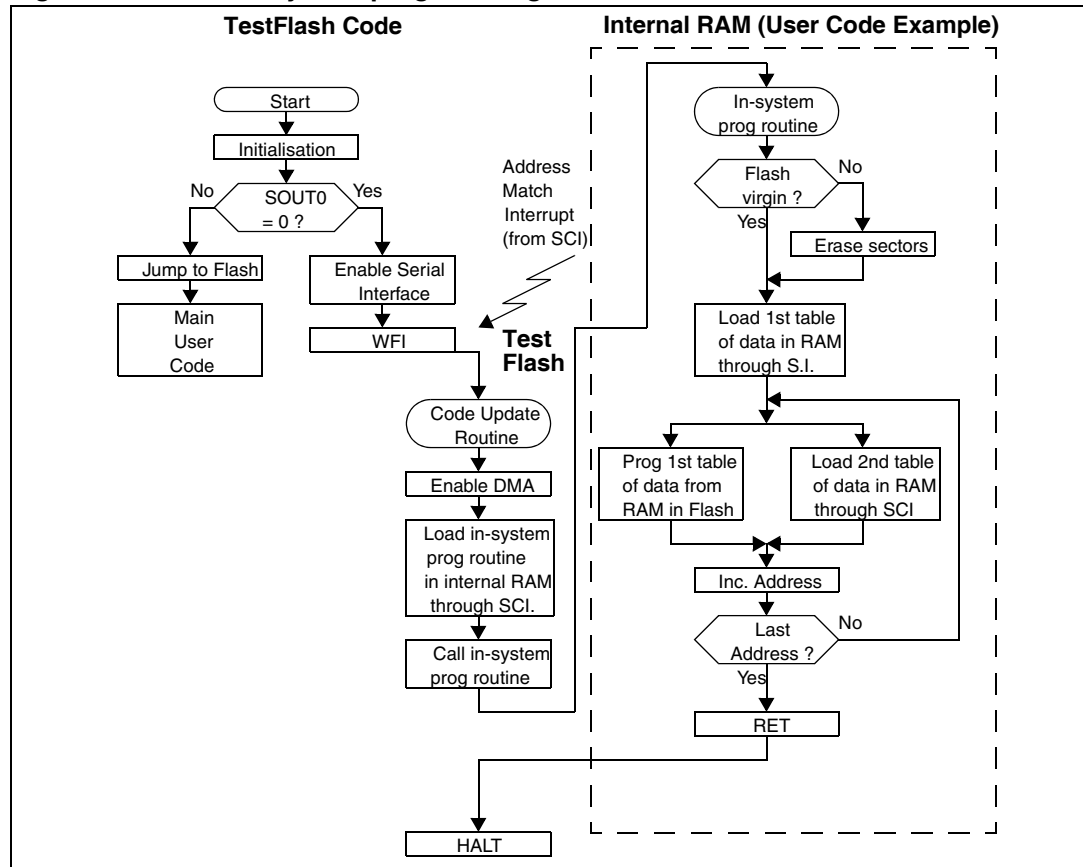 TestFlash Code
Internal RAM (User Code Example)
Start
Initialisation
No
SOUT0
= 0 ?
Yes
Jump to Flash
Main
User
Code
Enable Serial
Interface
WFI
Address
Match
Interrupt
(from SCI)
Test
Flash
Code Update
Routine
Enable DMA
Load in-system
prog routine
in internal RAM
through SCI.
Call in-system
prog routine
HALT
In-system
prog routine
Flash
virgin ?
No
Yes
Erase sectors
Load 1st table
of data in RAM
through S.I.
Prog 1st table
of data from
RAM in Flash
Load 2nd table
of data in RAM
through SCI
Inc. Address
Last
Address ?
No
Yes
RET